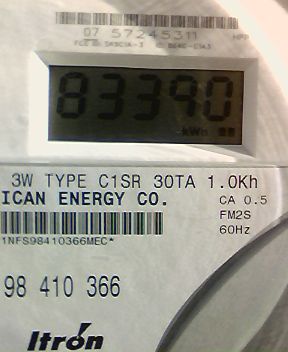 07 57245311
83390
kWh
3W TYPE C1SR 30TA 1.0Kh
ICAN ENERGY CO.
CA 0.5
FM2S
60Hz
1NFS98410366MEC*
98 410 366
Itron